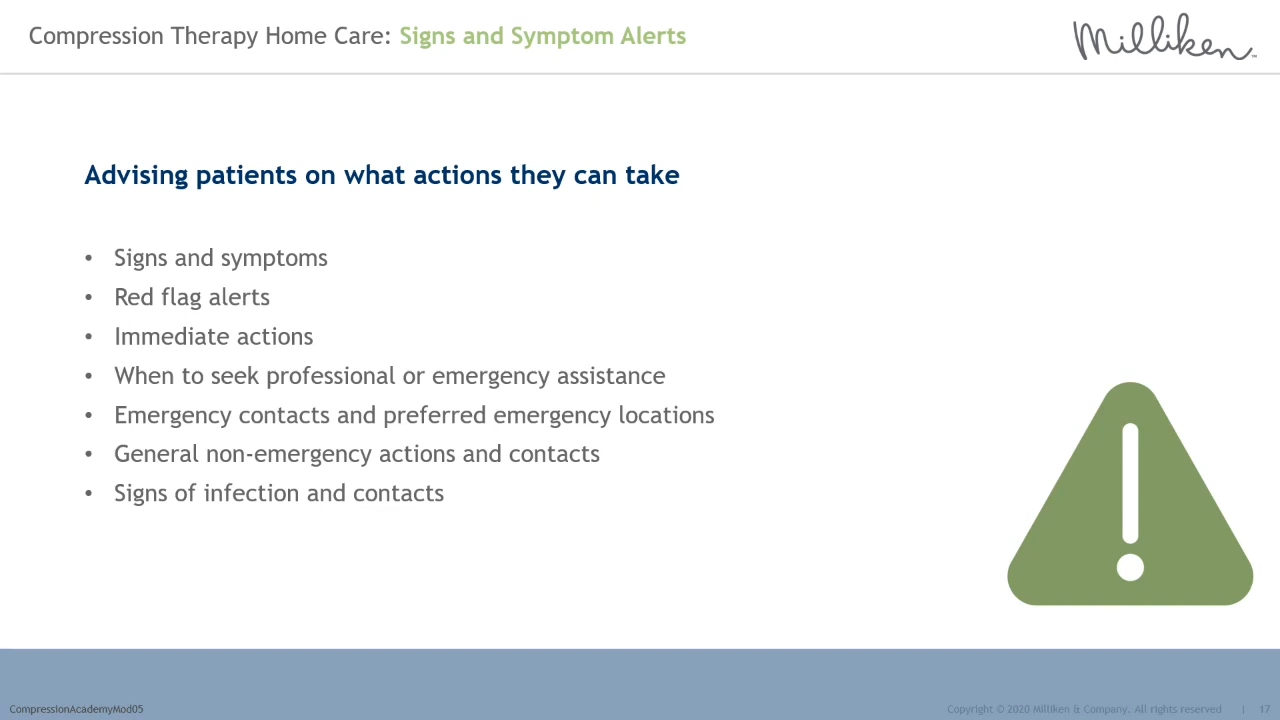 Compression Therapy Home Care: Signs and Symptom Alerts
Milliken™
Advising patients on what actions they can take
• Signs and symptoms
• Red flag alerts
• Immediate actions
• When to seek professional or emergency assistance
• Emergency contacts and preferred emergency locations
• General non-emergency actions and contacts
• Signs of infection and contacts
CompressionAcademyMod05
Copyright © 2020 Milliken & Company. All rights reserved | 17